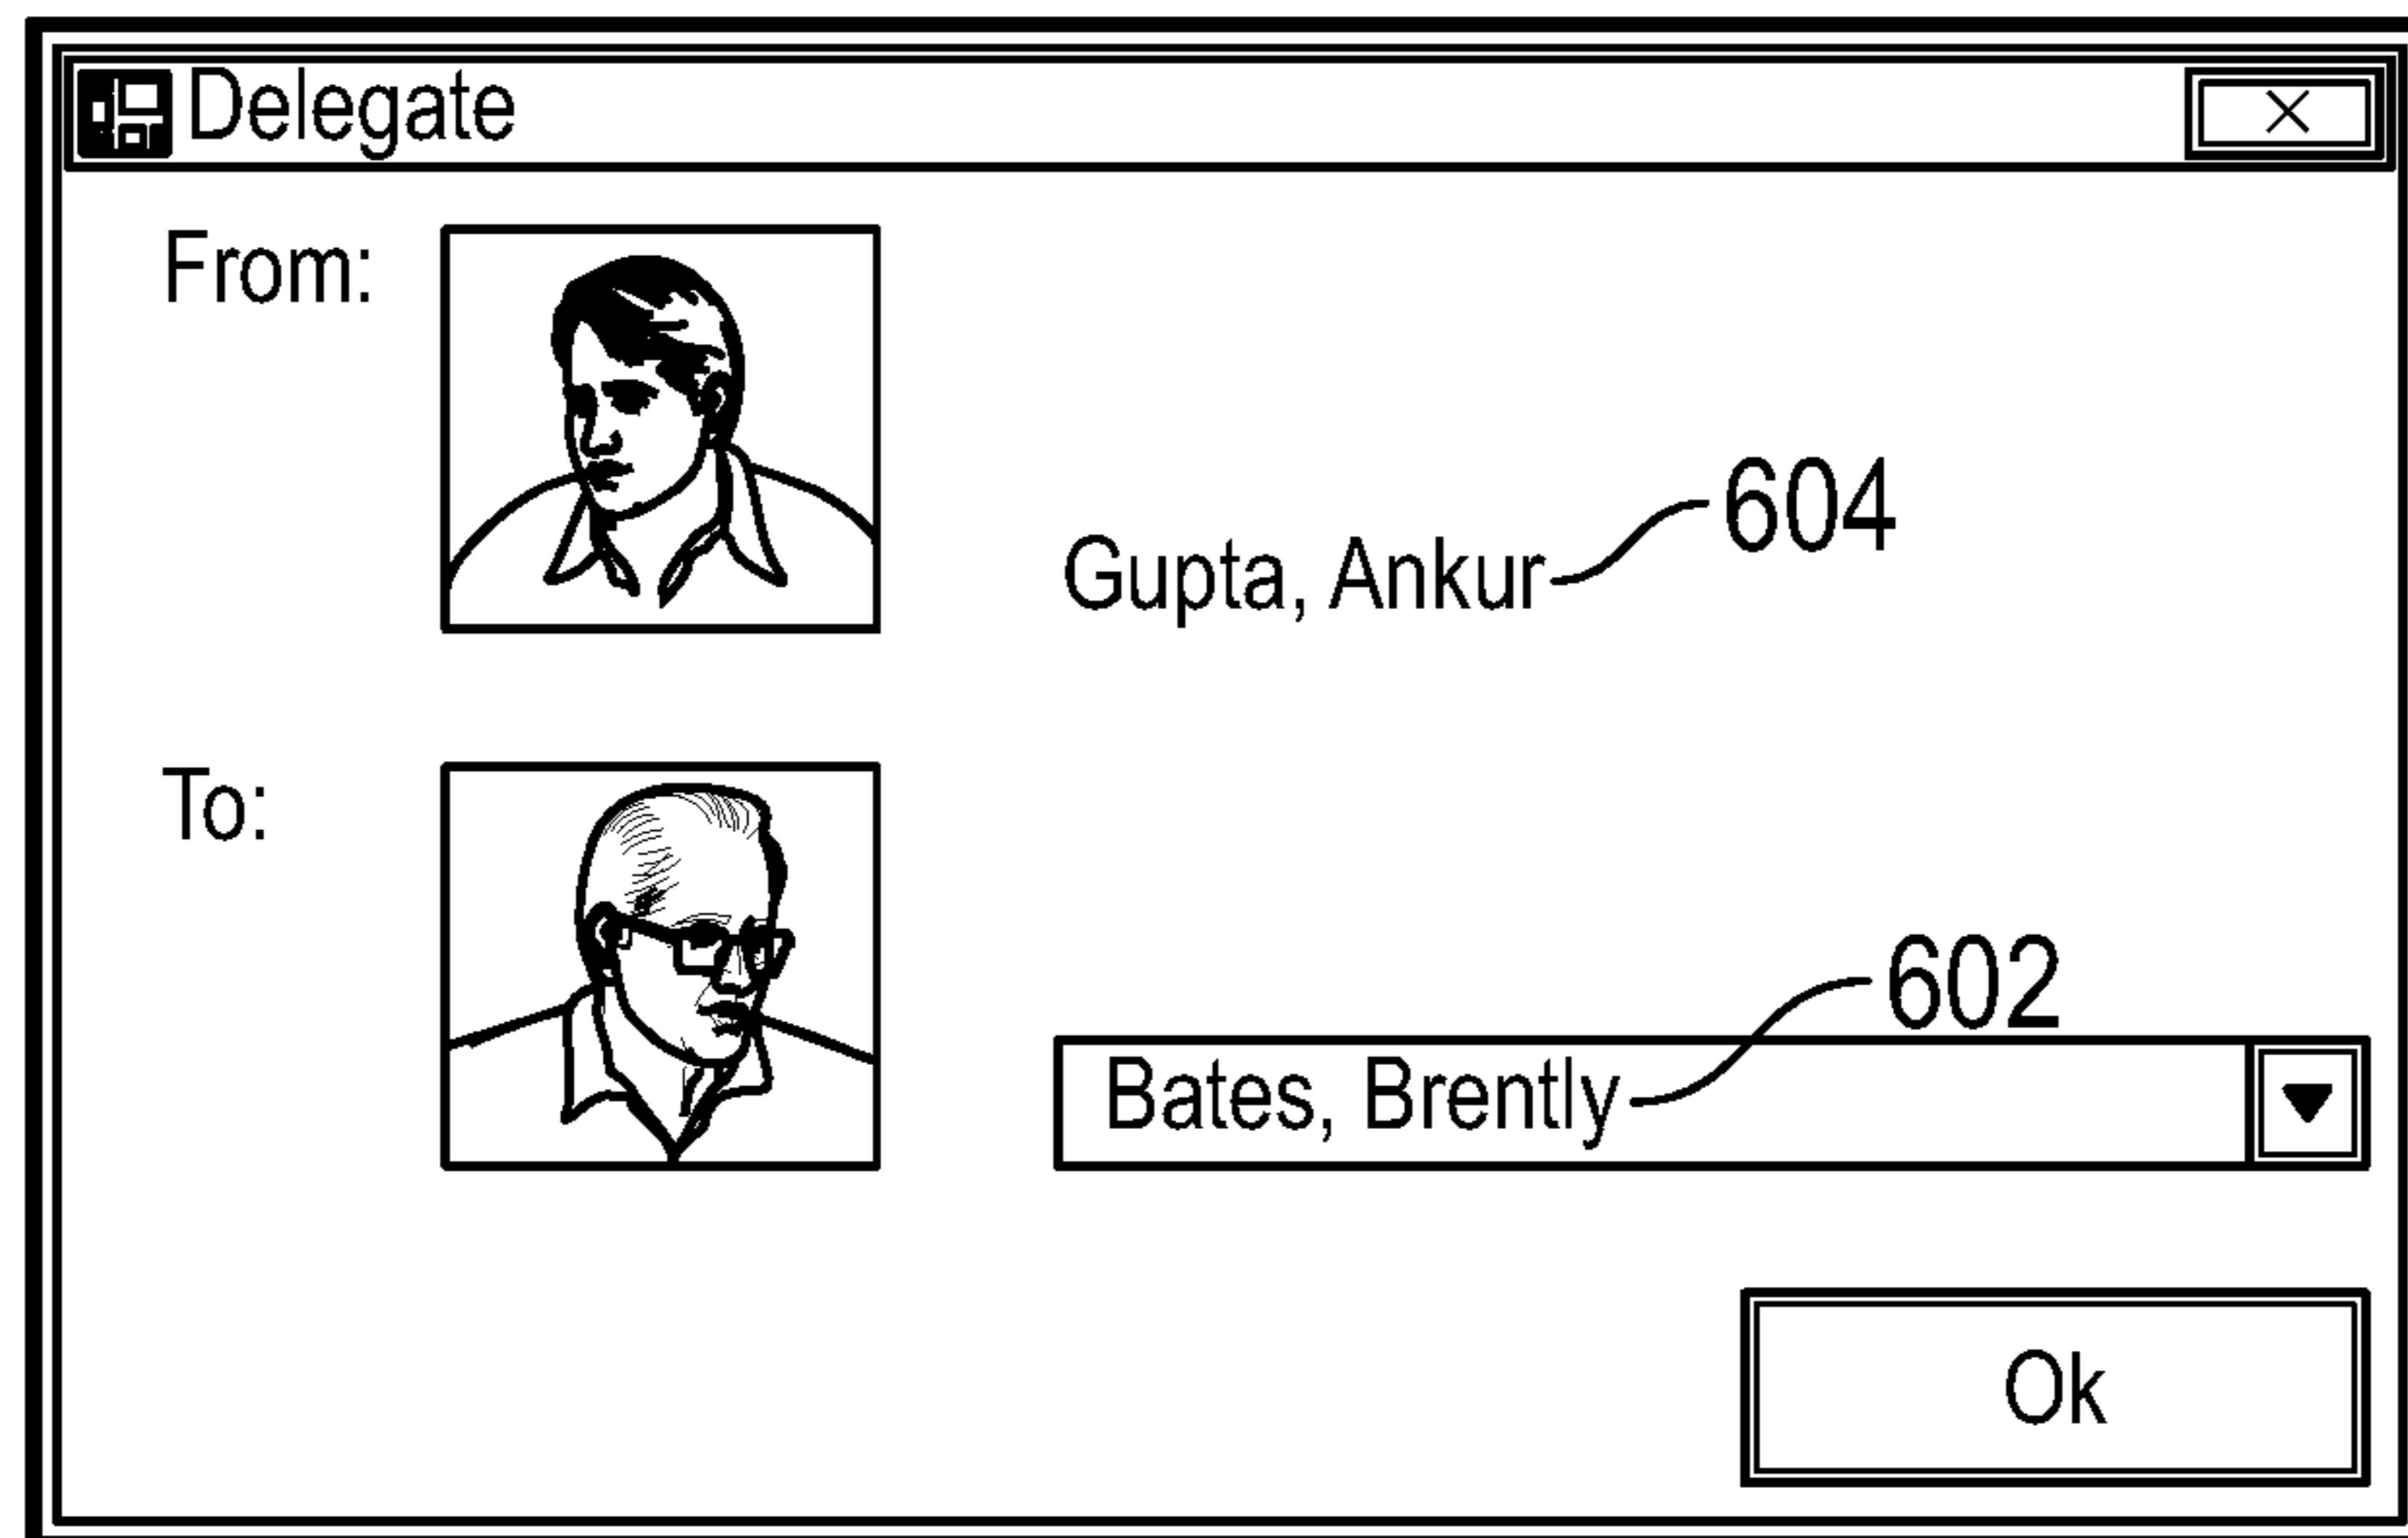 Delegate
From:
Gupta, Ankur 604
To:
602
Bates, Brently
Ok